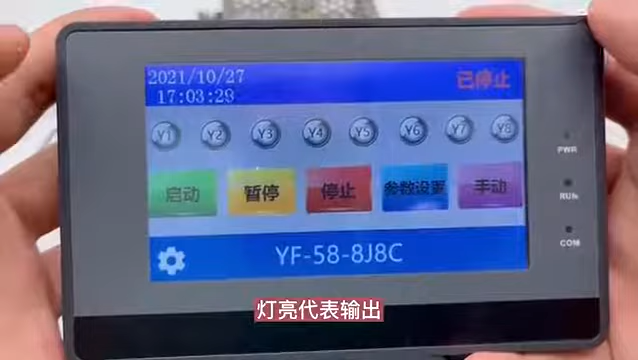 2021/10/27
已停止
17:03:29
Y1 Y2 Y3 Y4 Y5 Y6 Y7 Y8
PWR
启动 暂停 停止 参数设置 手动
RUN
COM
YF-58-8J8C
灯亮代表输出